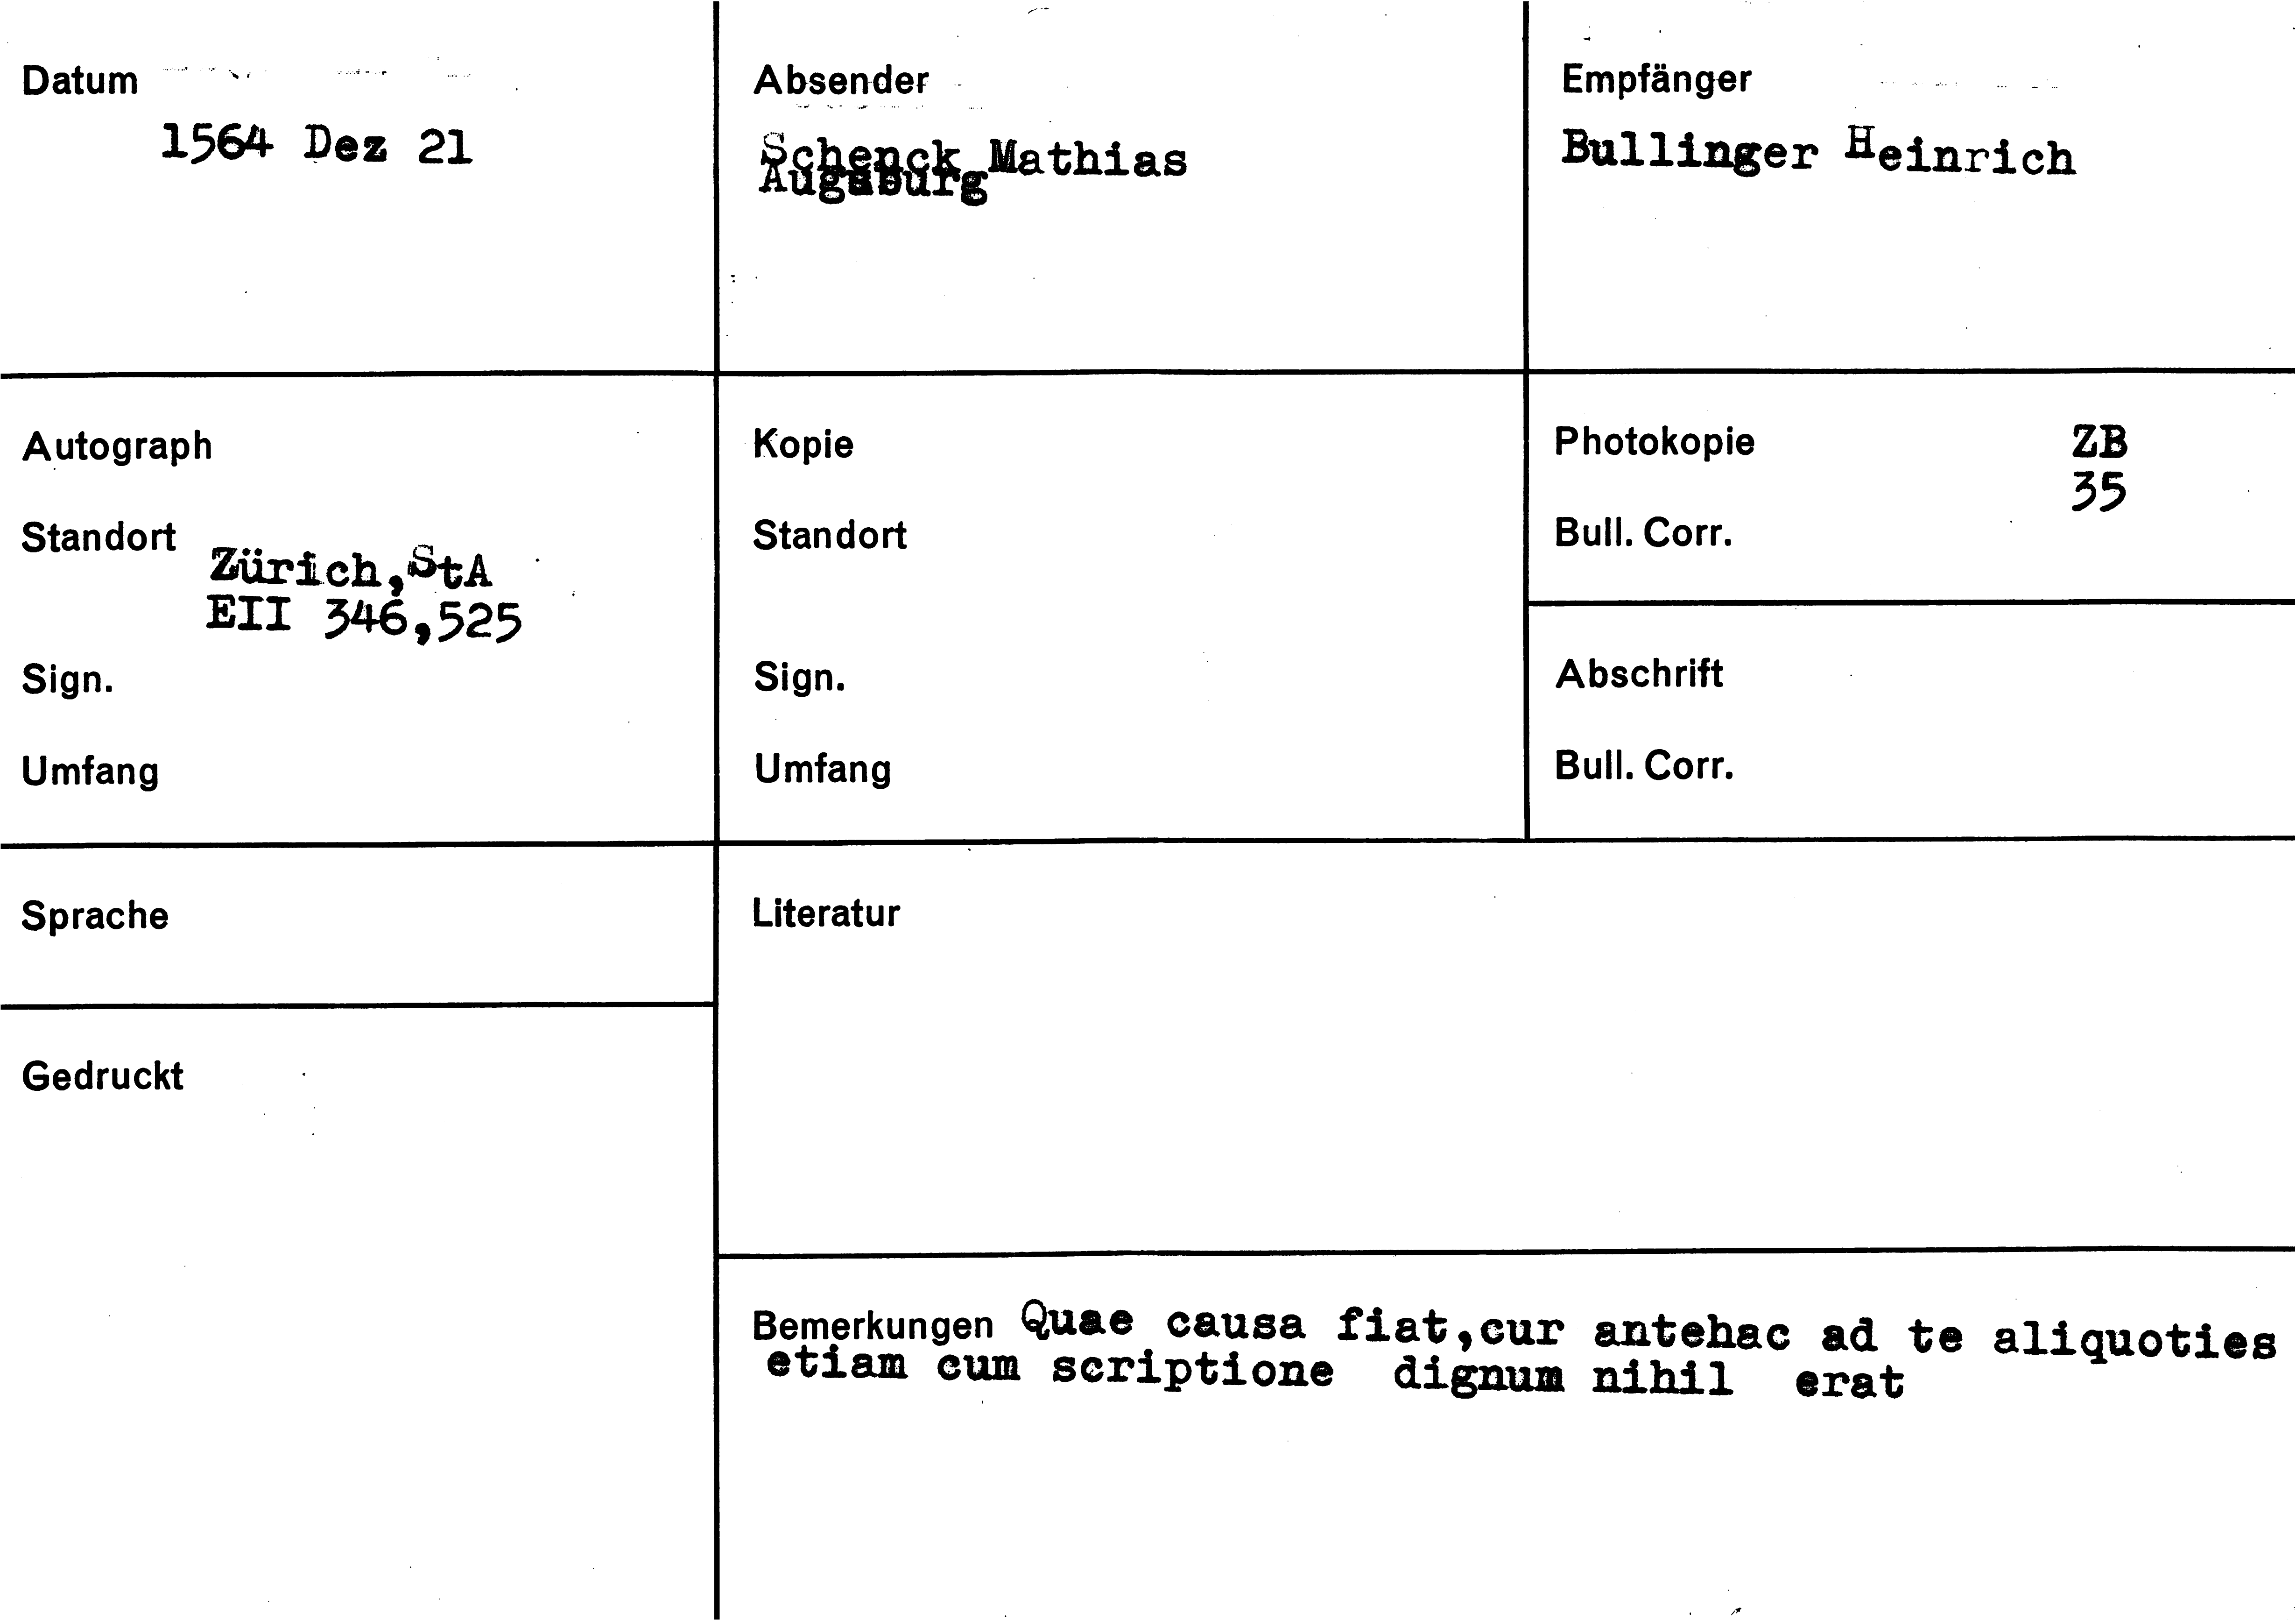 Datum
1564 Dez 21
Absender
Schenck Mathias
Augsburg
Empfänger
Bullinger Heinrich
Autograph
Standort
Zürich,StA
EII 346,525
Sign.
Umfang
Kopie
Standort
Sign.
Umfang
Photokopie ZB
35
Bull. Corr.
Abschrift
Bull. Corr.
Sprache
Gedruckt
Literatur
Bemerkungen Quae causa fiat,cur antehac ad te aliquoties
etiam cum scriptione dignum nihil erat